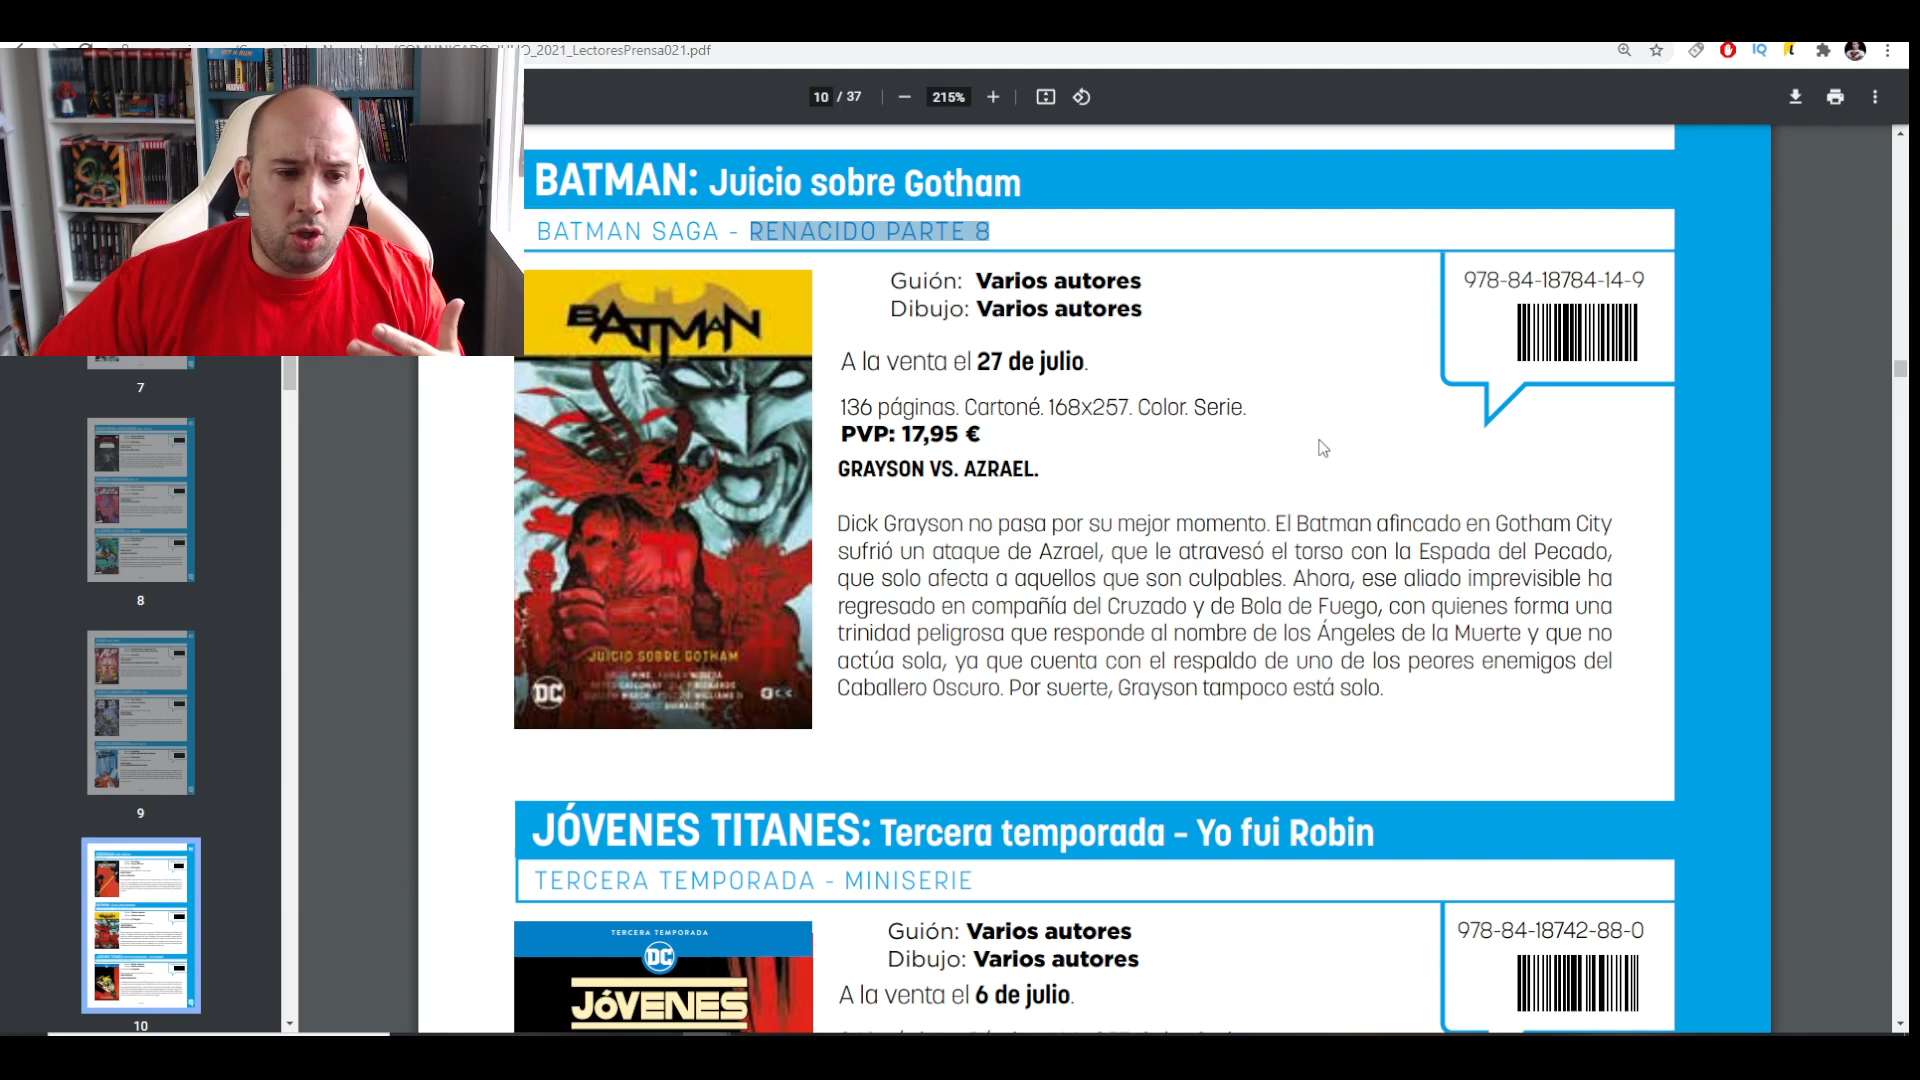 O_2021_LectoresPrensa021.pdf
10 / 37
215%
BATMAN: Juicio sobre Gotham
BATMAN SAGA - RENACIDO PARTE 8
BATMAN
JUICIO SOBRE GOTHAM
DC
Guión: Varios autores
Dibujo: Varios autores
978-84-18784-14-9
A la venta el 27 de julio.
136 páginas. Cartoné. 168x257. Color. Serie.
PVP: 17,95 €
GRAYSON VS. AZRAEL.
Dick Grayson no pasa por su mejor momento. El Batman afincado en Gotham City
sufrió un ataque de Azrael, que le atravesó el torso con la Espada del Pecado,
que solo afecta a aquellos que son culpables. Ahora, ese aliado imprevisible ha
regresado en compañía del Cruzado y de Bola de Fuego, con quienes forma una
trinidad peligrosa que responde al nombre de los Ángeles de la Muerte y que no
actúa sola, ya que cuenta con el respaldo de uno de los peores enemigos del
Caballero Oscuro. Por suerte, Grayson tampoco está solo.
JÓVENES TITANES: Tercera temporada - Yo fui Robin
TERCERA TEMPORADA - MINISERIE
TERCERA TEMPORADA
DC
JÓVENES
Guión: Varios autores
Dibujo: Varios autores
978-84-18742-88-0
A la venta el 6 de julio.
7
8
9
10